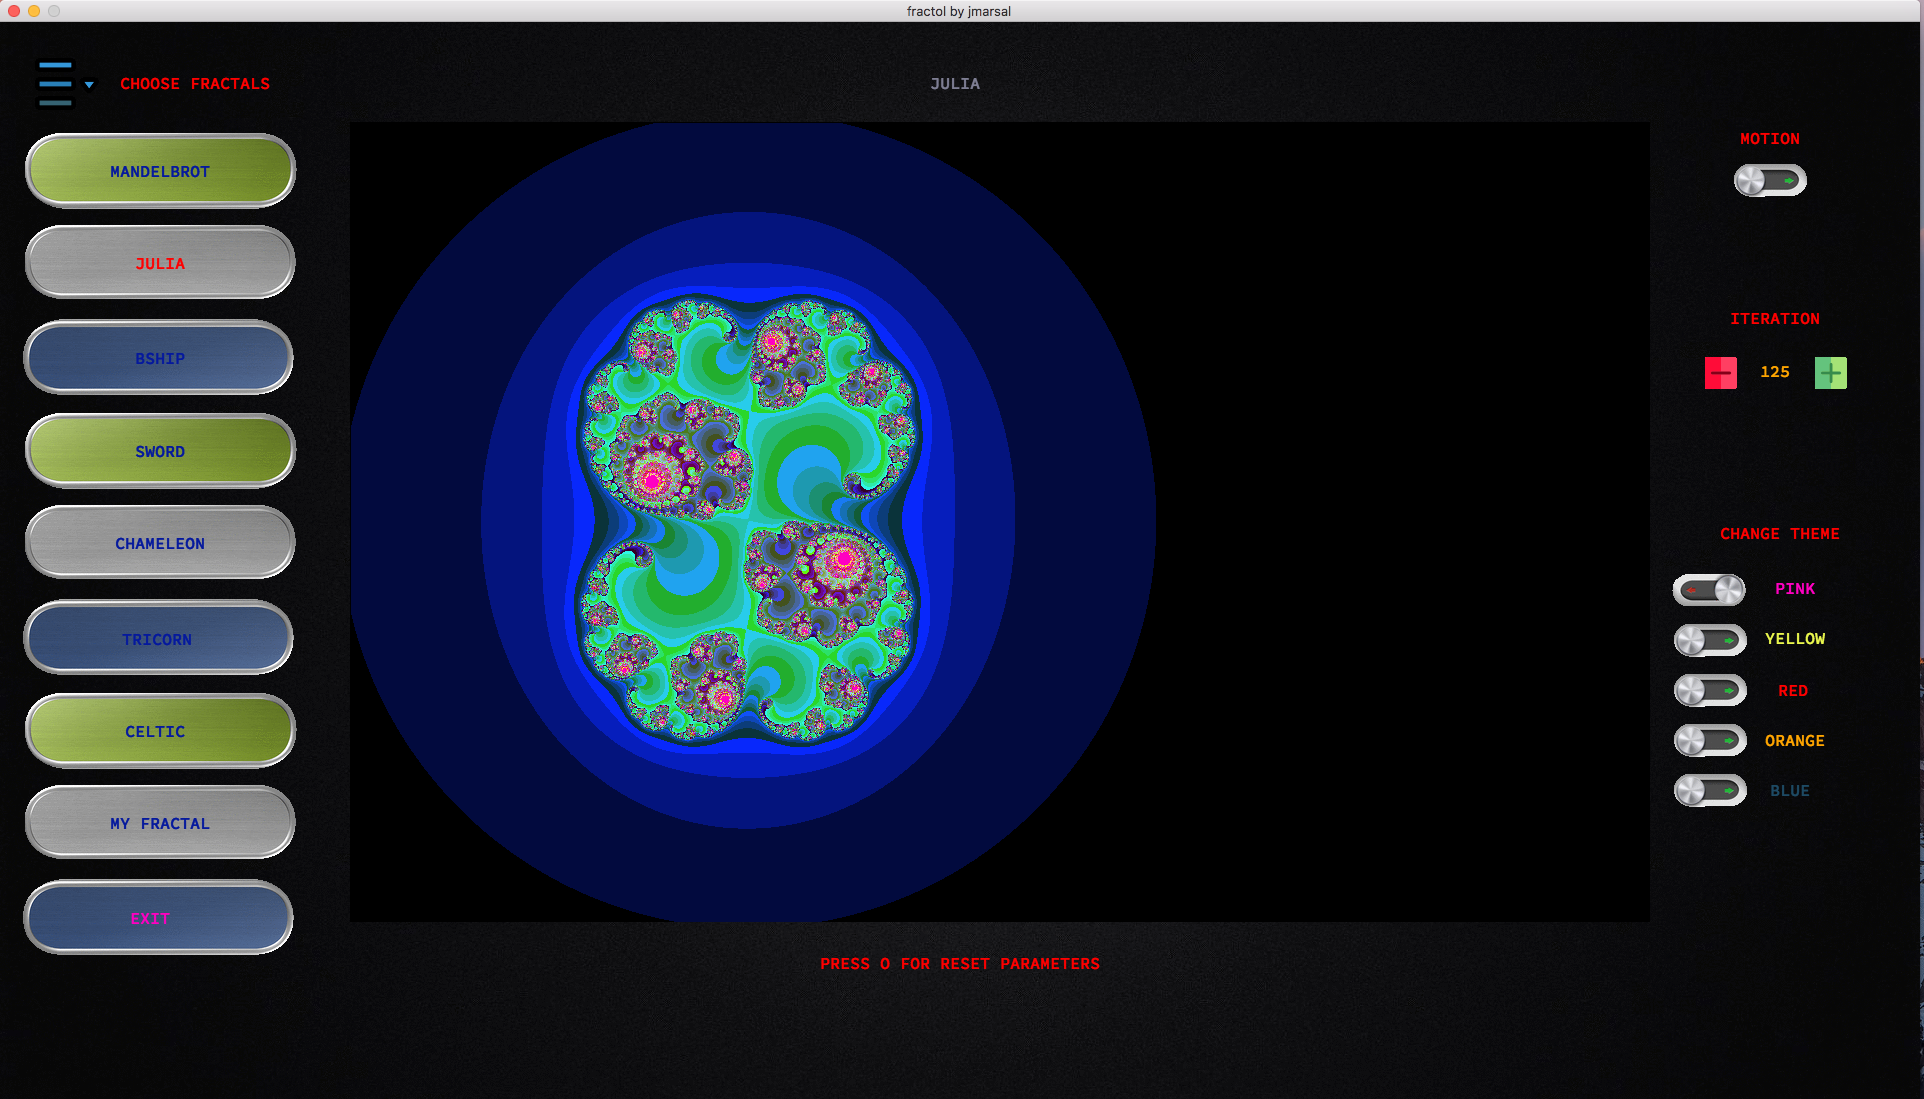 fractol by jmarsal
CHOOSE FRACTALS
JULIA
MANDELBROT
JULIA
BSHIP
SWORD
CHAMELEON
TRICORN
CELTIC
MY FRACTAL
EXIT
MOTION
ITERATION
125
CHANGE THEME
PINK
YELLOW
RED
ORANGE
BLUE
PRESS O FOR RESET PARAMETERS